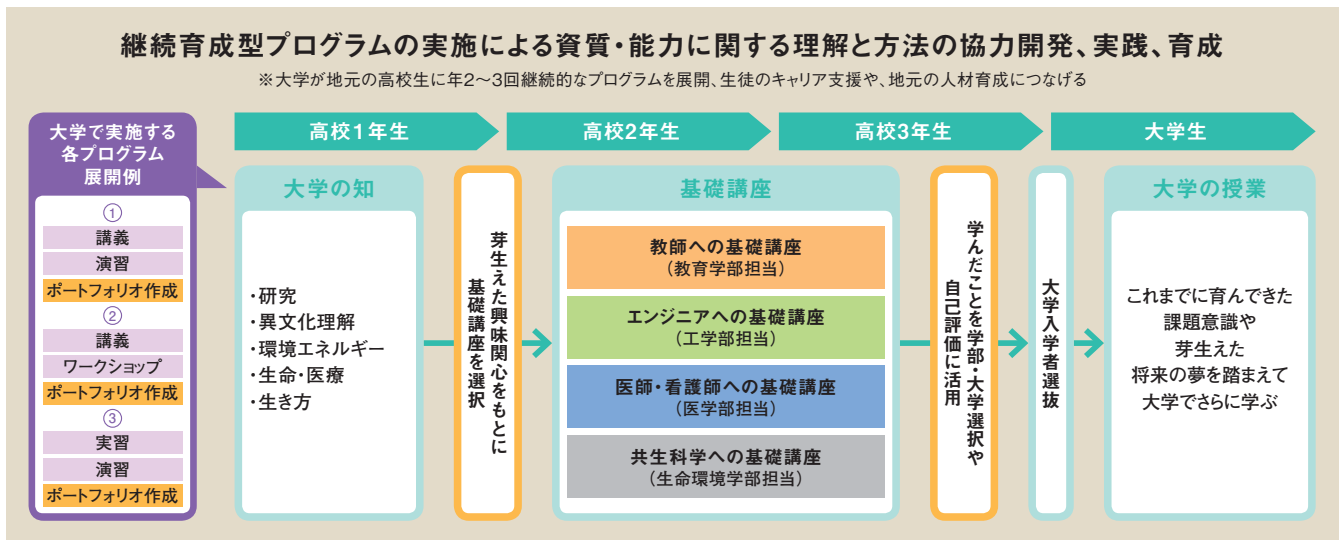 継続育成型プログラムの実施による資質・能力に関する理解と方法の協力開発、実践、育成
※大学が地元の高校生に年2〜3回継続的なプログラムを展開、生徒のキャリア支援や、地元の人材育成につなげる
大学で実施する
各プログラム
展開例
①
講義
演習
ポートフォリオ作成
②
講義
ワークショップ
ポートフォリオ作成
③
実習
演習
ポートフォリオ作成
高校1年生
高校2年生
高校3年生
大学生
大学の知
・研究
・異文化理解
・環境エネルギー
・生命・医療
・生き方
芽生えた興味関心をもとに
基礎講座を選択
基礎講座
教師への基礎講座
（教育学部担当）
エンジニアへの基礎講座
（工学部担当）
医師・看護師への基礎講座
（医学部担当）
共生科学への基礎講座
（生命環境学部担当）
学んだことを学部・大学選択や
自己評価に活用
大学入学者選抜
大学の授業
これまでに育んできた
課題意識や
芽生えた
将来の夢を踏まえて
大学でさらに学ぶ